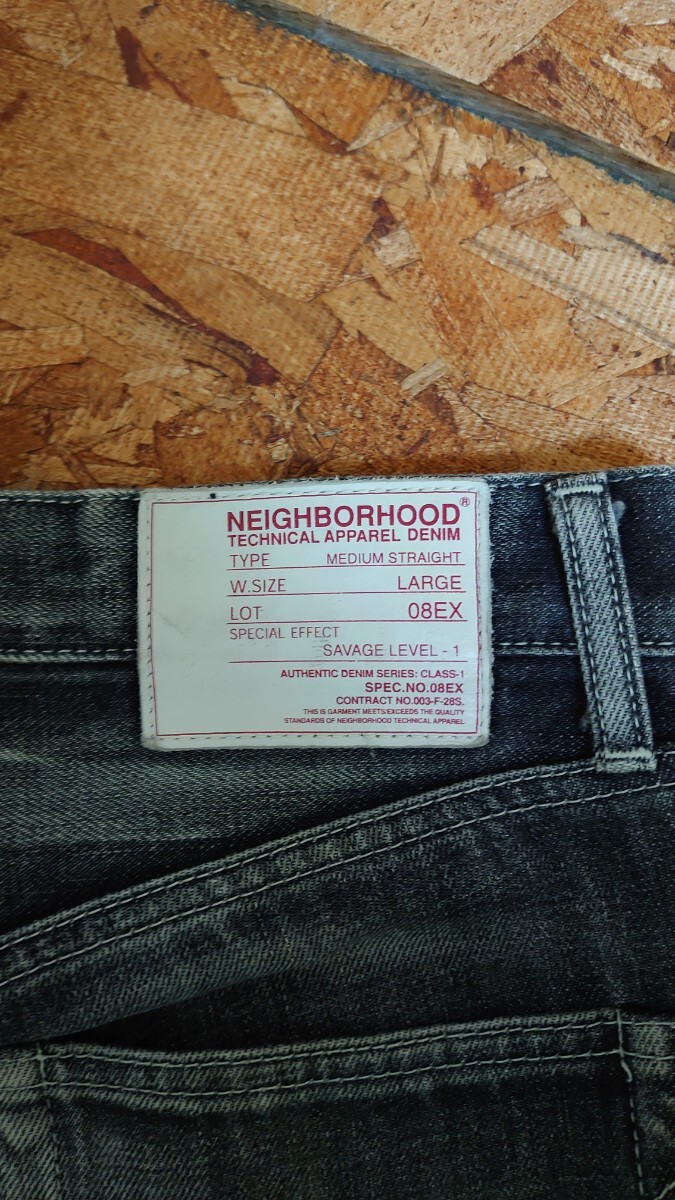 NEIGHBORHOOD®
TECHNICAL APPAREL DENIM
TYPE MEDIUM STRAIGHT
W.SIZE LARGE
LOT 08EX
SPECIAL EFFECT
SAVAGE LEVEL - 1
AUTHENTIC DENIM SERIES: CLASS-1
SPEC.NO.08EX
CONTRACT NO.003-F-28S.
THIS IS GARMENT MEETS/EXCEEDS THE QUALITY
STANDARDS OF NEIGHBORHOOD TECHNICAL APPAREL